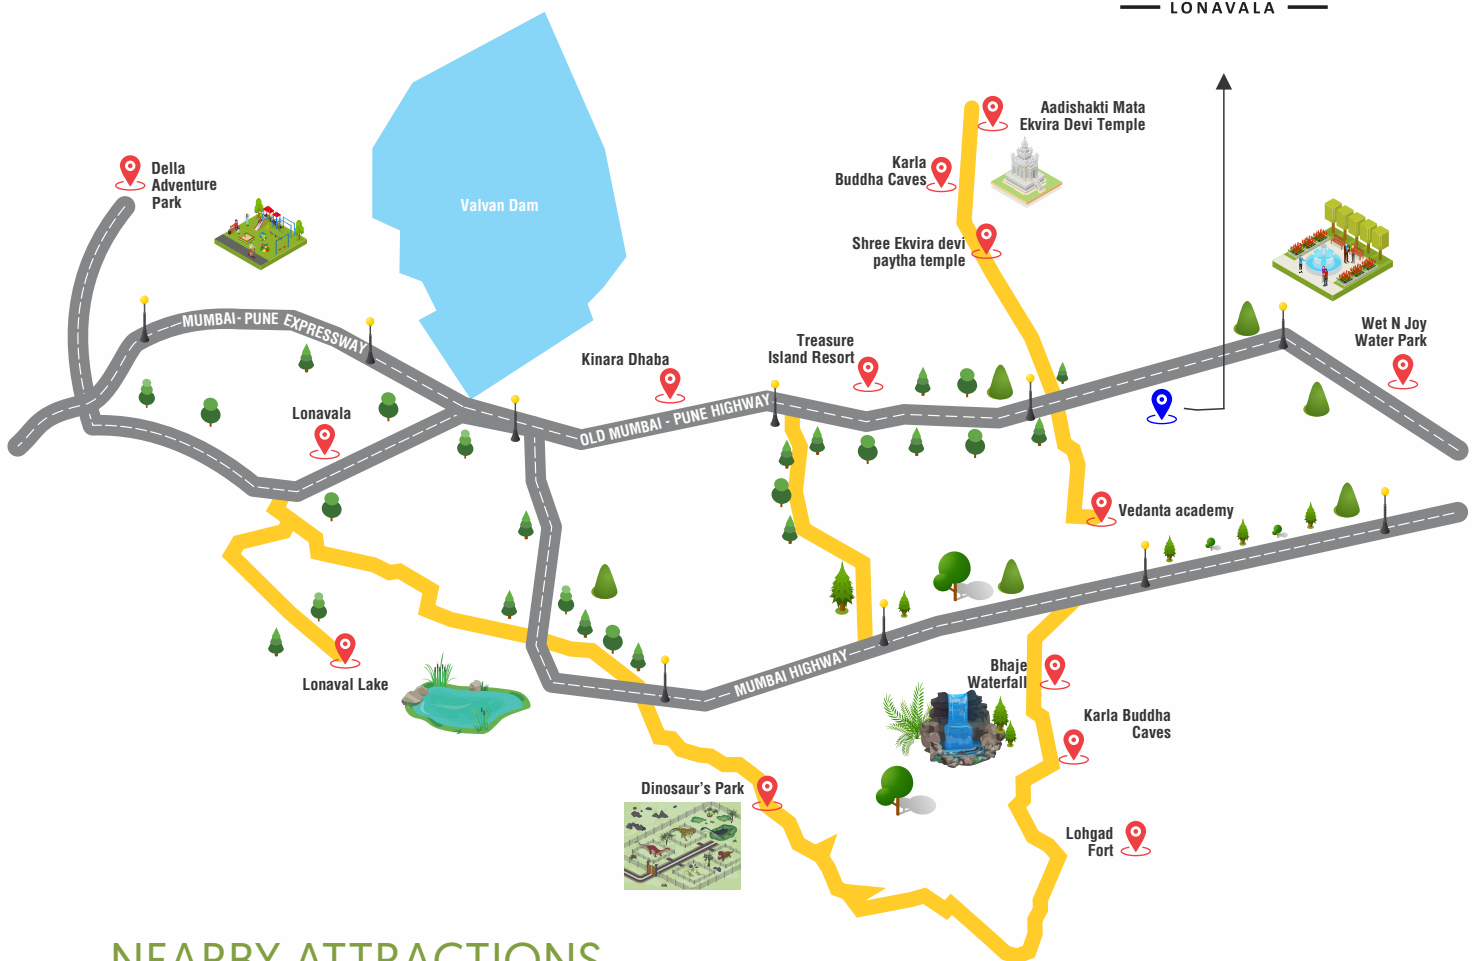 LONAVALA
Aadishakti Mata
Ekvira Devi Temple
Della
Adventure
Park
Karla
Buddha Caves
Valvan Dam
Shree Ekvira devi
paytha temple
MUMBAI- PUNE EXPRESSWAY
Wet N Joy
Water Park
Treasure
Island Resort
Kinara Dhaba
Lonavala
OLD MUMBAI - PUNE HIGHWAY
Vedanta academy
Lonaval Lake
MUMBAI HIGHWAY
Bhaje
Waterfall
Karla Buddha
Caves
Dinosaur's Park
Lohgad
Fort
NEARBY ATTRACTIONS